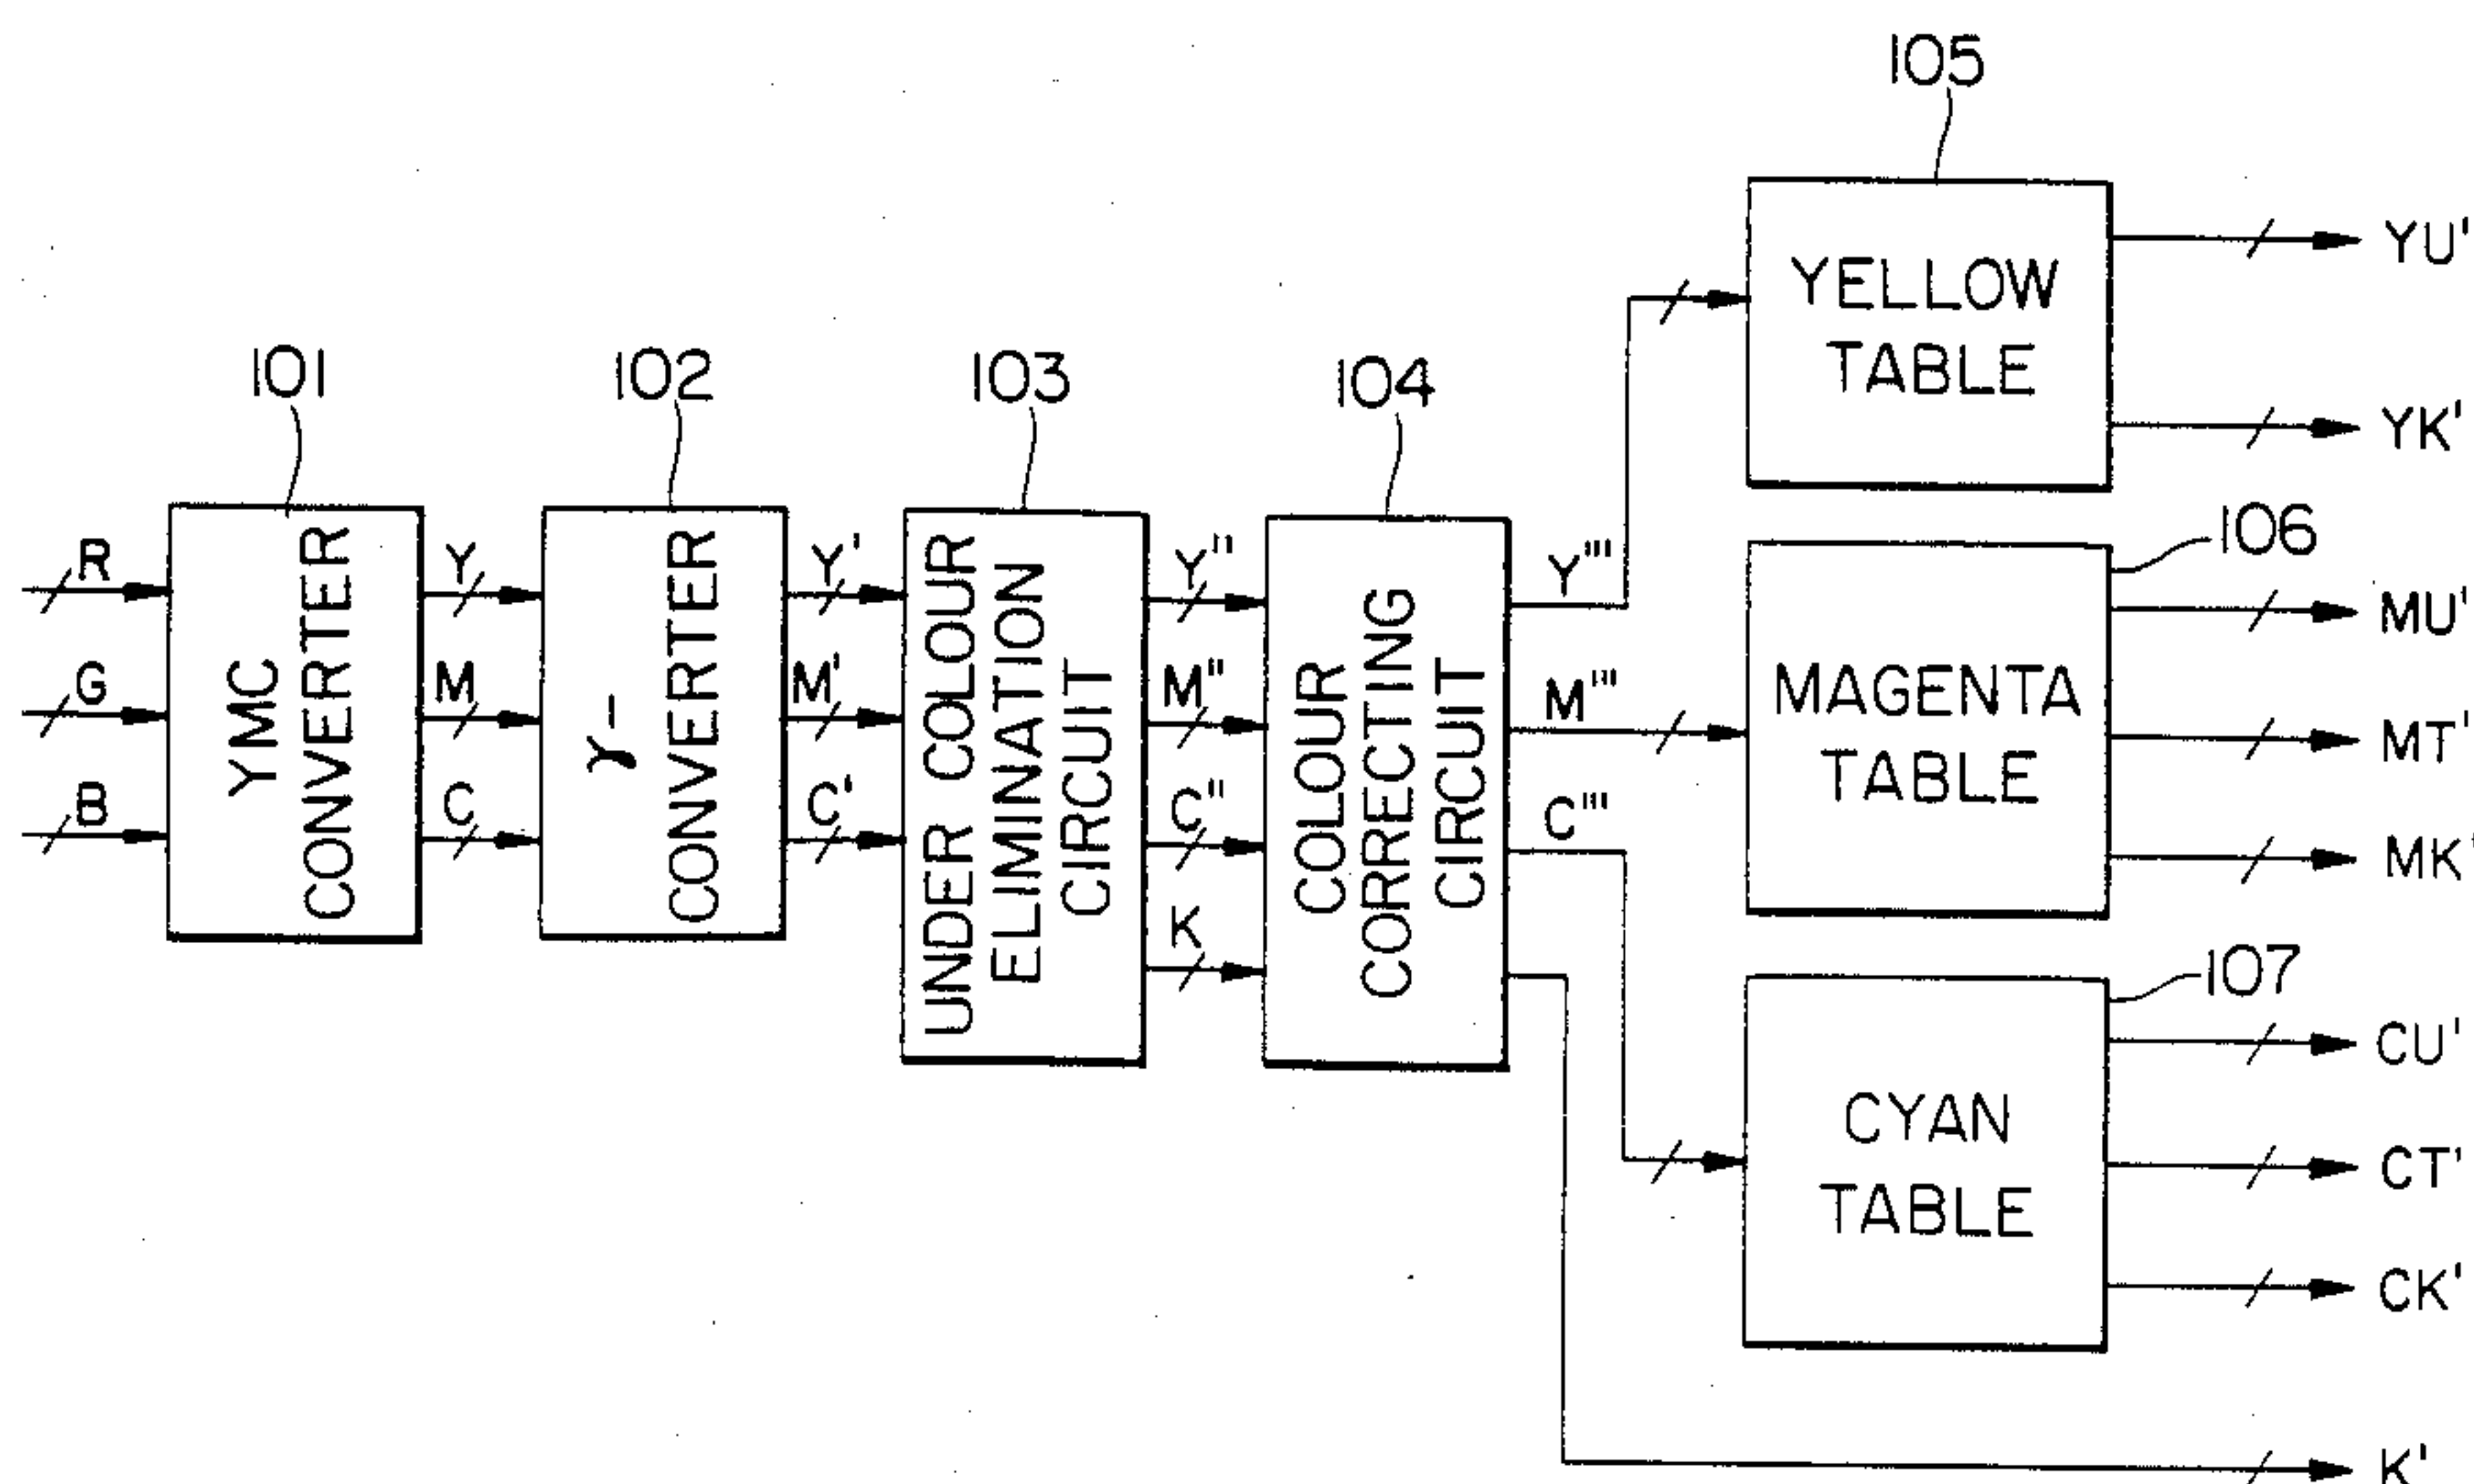 101
R
G
B
YMC
CONVERTER
Y
M
C
102
γ-
CONVERTER
Y'
M'
C'
103
UNDER COLOUR
ELIMINATION
CIRCUIT
Y''
M''
C''
K
104
COLOUR
CORRECTING
CIRCUIT
Y'''
M'''
C'''
105
YELLOW
TABLE
YU'
YK'
106
MAGENTA
TABLE
MU'
MT'
MK'
107
CYAN
TABLE
CU'
CT'
CK'
K'